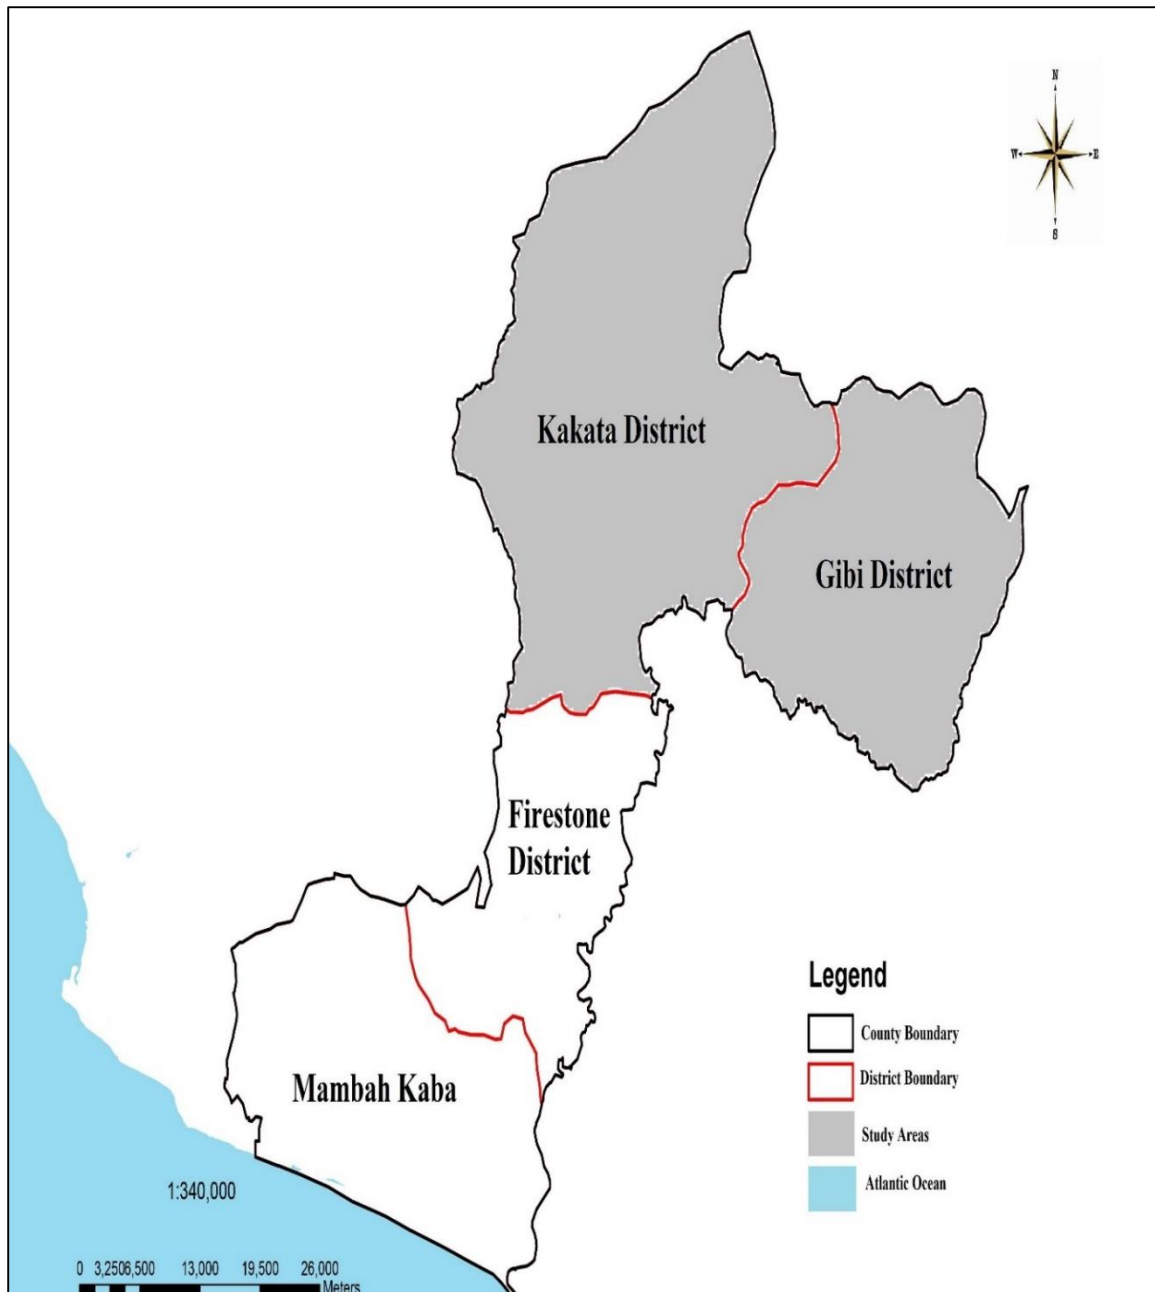 N
W E
S
Kakata District
Gibi District
Firestone
District
Mambah Kaba
Legend
County Boundary
District Boundary
Study Areas
Atlantic Ocean
1:340,000
0 3,2506,500 13,000 19,500 26,000
Meters